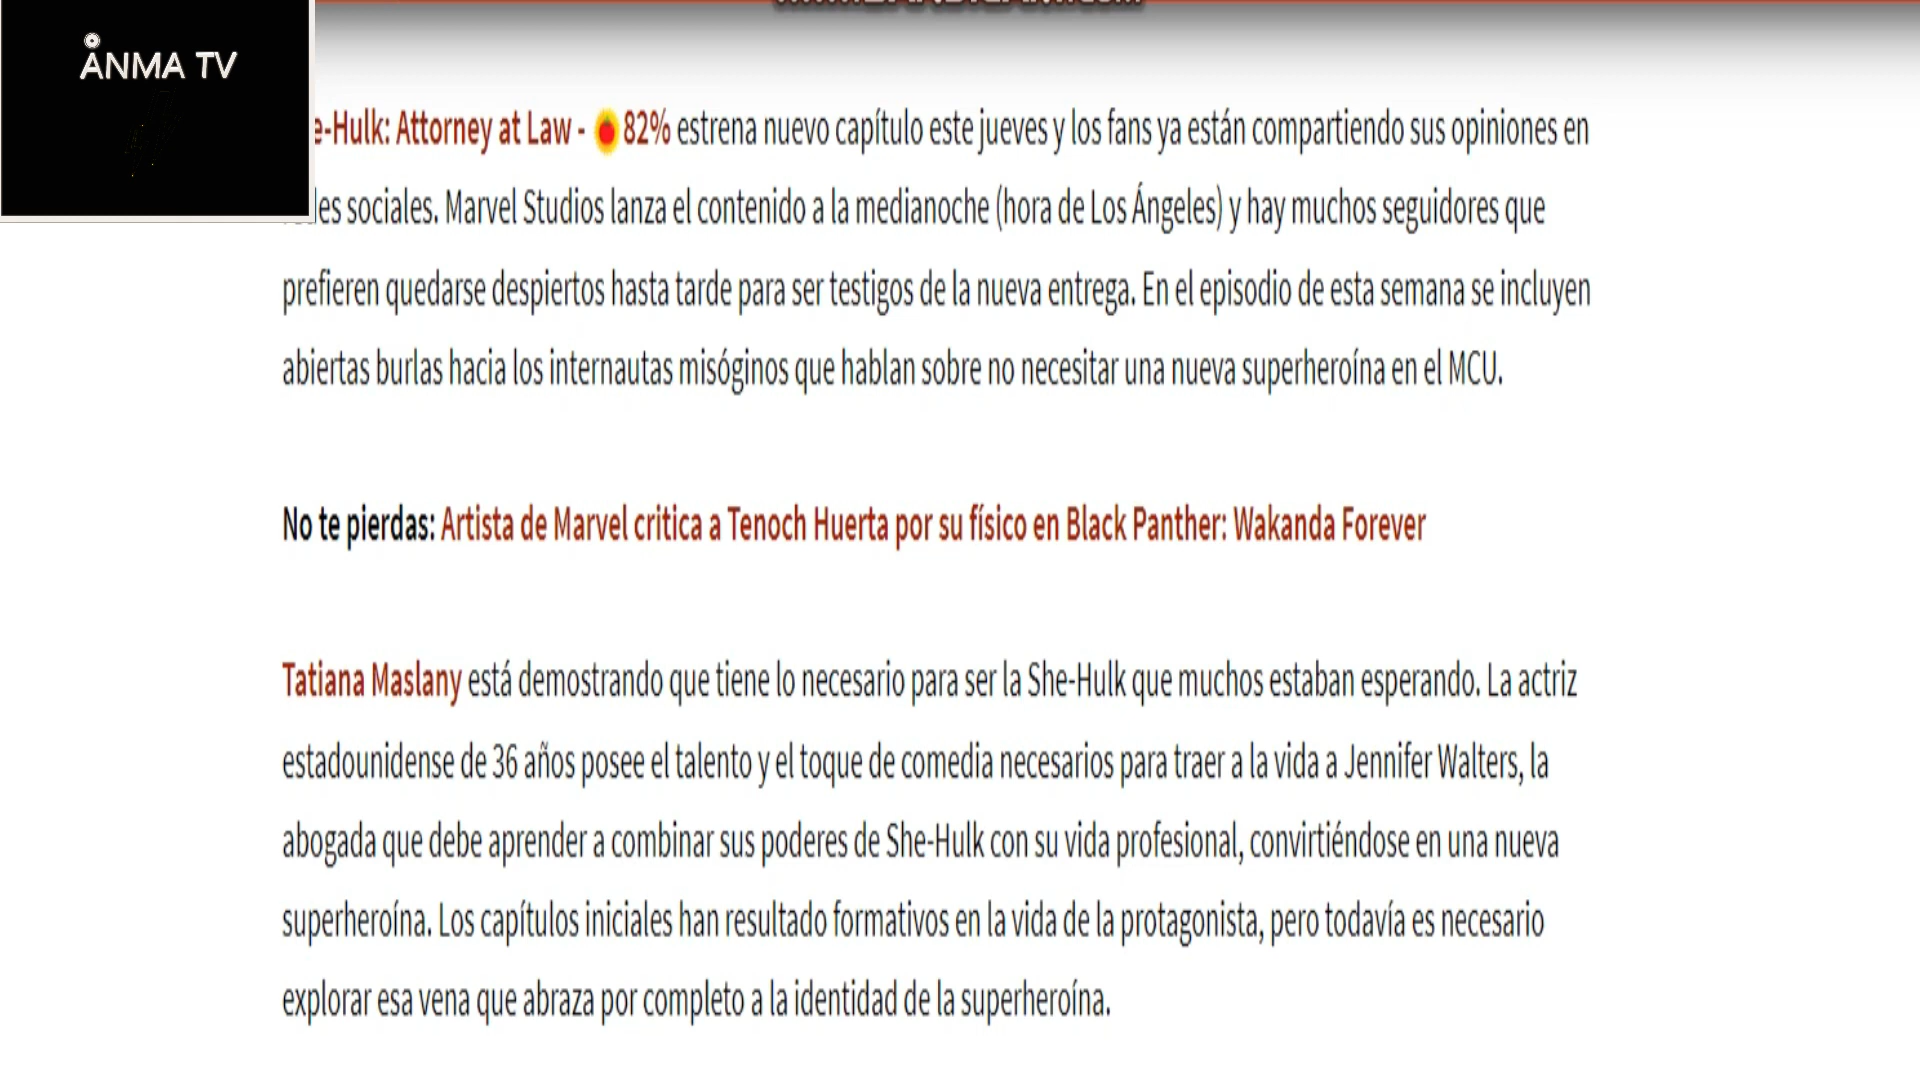 ÅNMA TV
e-Hulk: Attorney at Law - 82% estrena nuevo capítulo este jueves y los fans ya están compartiendo sus opiniones en
des sociales. Marvel Studios lanza el contenido a la medianoche (hora de Los Ángeles) y hay muchos seguidores que
prefieren quedarse despiertos hasta tarde para ser testigos de la nueva entrega. En el episodio de esta semana se incluyen
abiertas burlas hacia los internautas misóginos que hablan sobre no necesitar una nueva superheroína en el MCU.
No te pierdas: Artista de Marvel critica a Tenoch Huerta por su físico en Black Panther: Wakanda Forever
Tatiana Maslany está demostrando que tiene lo necesario para ser la She-Hulk que muchos estaban esperando. La actriz
estadounidense de 36 años posee el talento y el toque de comedia necesarios para traer a la vida a Jennifer Walters, la
abogada que debe aprender a combinar sus poderes de She-Hulk con su vida profesional, convirtiéndose en una nueva
superheroína. Los capítulos iniciales han resultado formativos en la vida de la protagonista, pero todavía es necesario
explorar esa vena que abraza por completo a la identidad de la superheroína.